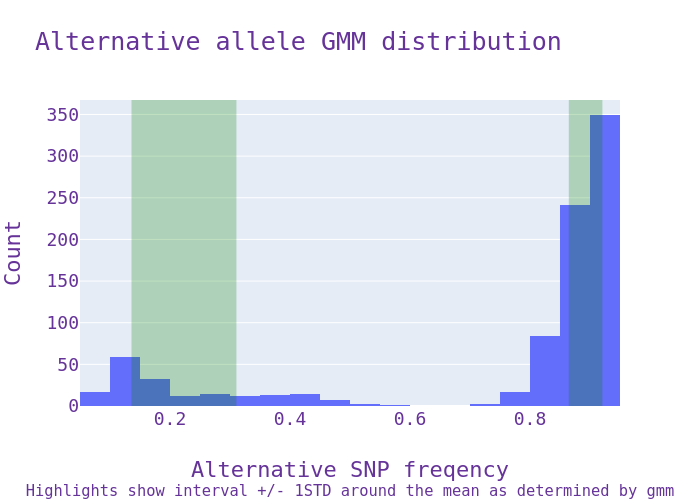 Alternative allele GMM distribution
350
300
250
200
150
100
50
0
Count
0.2 0.4 0.6 0.8
Alternative SNP freqency
Highlights show interval +/- 1STD around the mean as determined by gmm